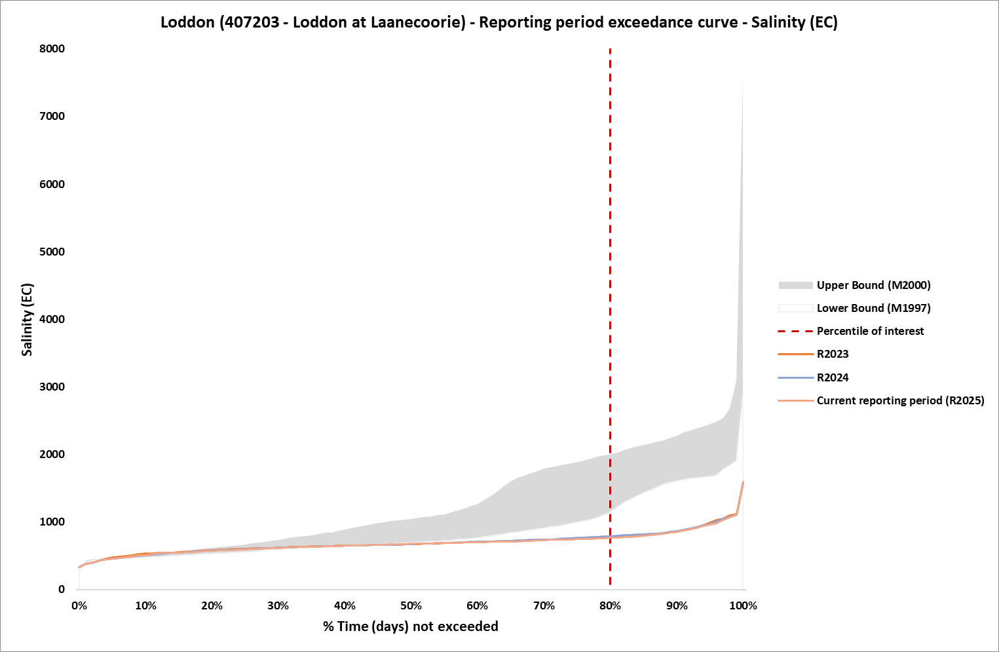 Loddon (407203 - Loddon at Laanecoorie) - Reporting period exceedance curve - Salinity (EC)
8000
7000
6000
5000
4000
3000
2000
1000
0
Salinity (EC)
0% 10% 20% 30% 40% 50% 60% 70% 80% 90% 100%
% Time (days) not exceeded
Upper Bound (M2000)
Lower Bound (M1997)
Percentile of interest
R2023
R2024
Current reporting period (R2025)